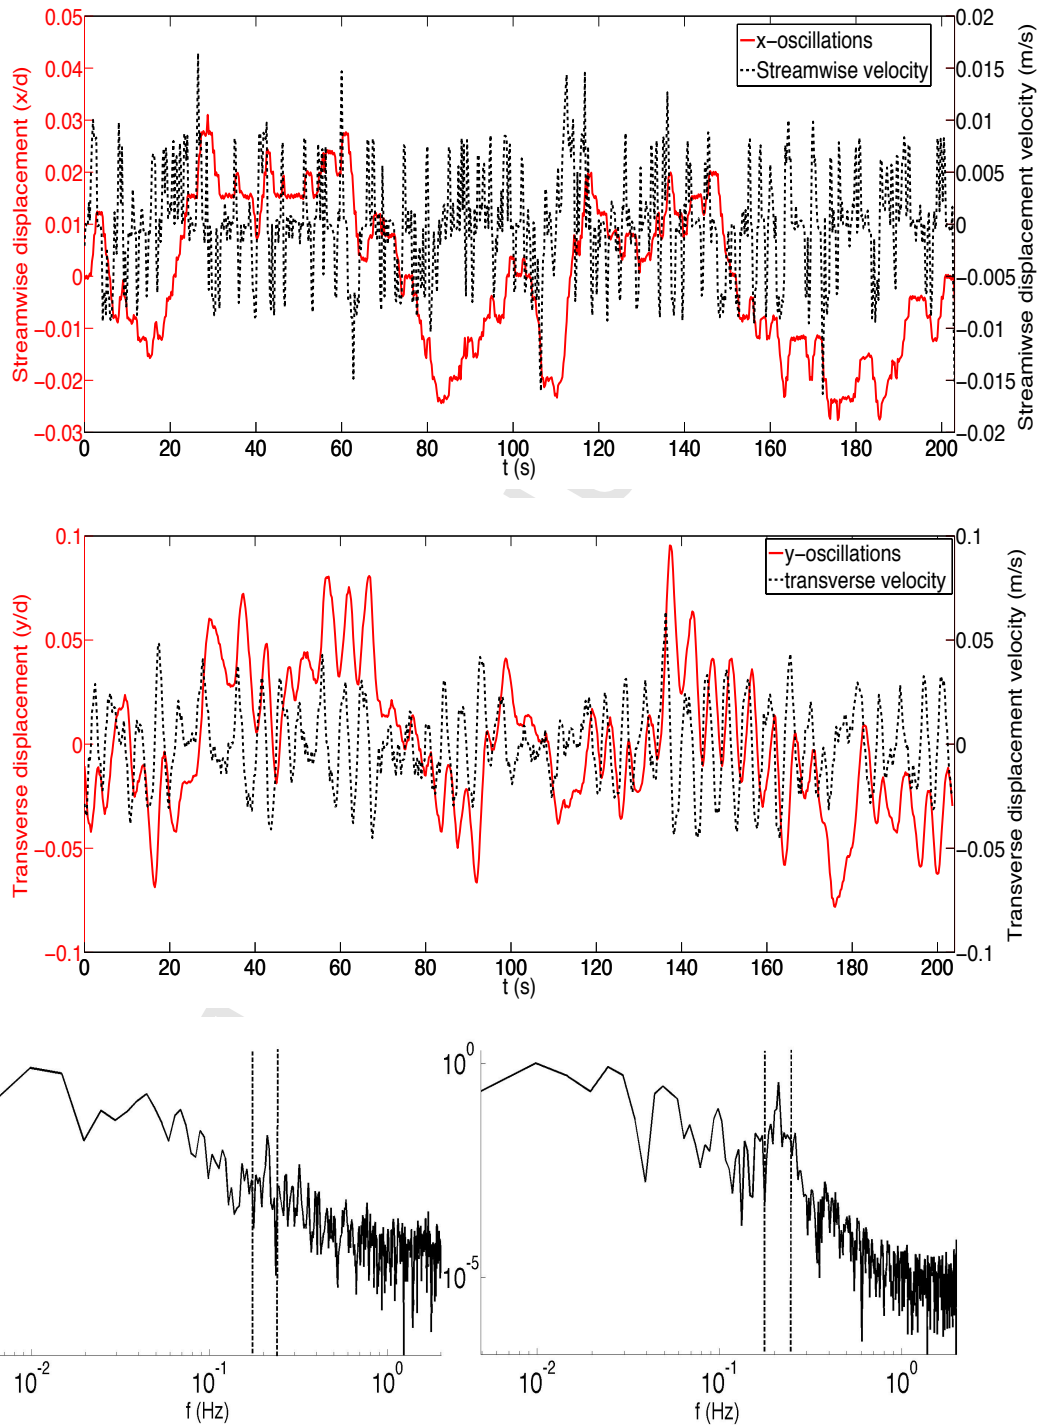 0.05
0.04
0.03
0.02
0.01
0
−0.01
−0.02
−0.03
Streamwise displacement (x/d)
x−oscillations
Streamwise velocity
0.02
0.015
0.01
0.005
0
−0.005
−0.01
−0.015
−0.02
Streamiwse displacement velocity (m/s)
0 20 40 60 80 100 120 140 160 180 200
t (s)
0.1
0.05
0
−0.05
−0.1
Transverse displacement (y/d)
y−oscillations
transverse velocity
0.1
0.05
0
−0.05
−0.1
Transverse displacement velocity (m/s)
0 20 40 60 80 100 120 140 160 180 200
t (s)
10^-2 10^-1 10^0
f (Hz)
10^0
10^-5
10^-2 10^-1 10^0
f (Hz)